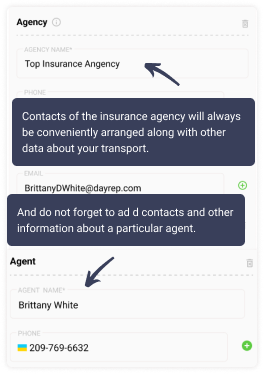 Agency
AGENCY NAME*
Top Insurance Angency
PHONE
Contacts of the insurance agency will always
be conveniently arranged along with other
data about your transport.
EMAIL
BrittanyDWhite@dayrep.com
And do not forget to ad d contacts and other
information about a particular agent.
Agent
AGENT NAME*
Brittany White
PHONE
209-769-6632